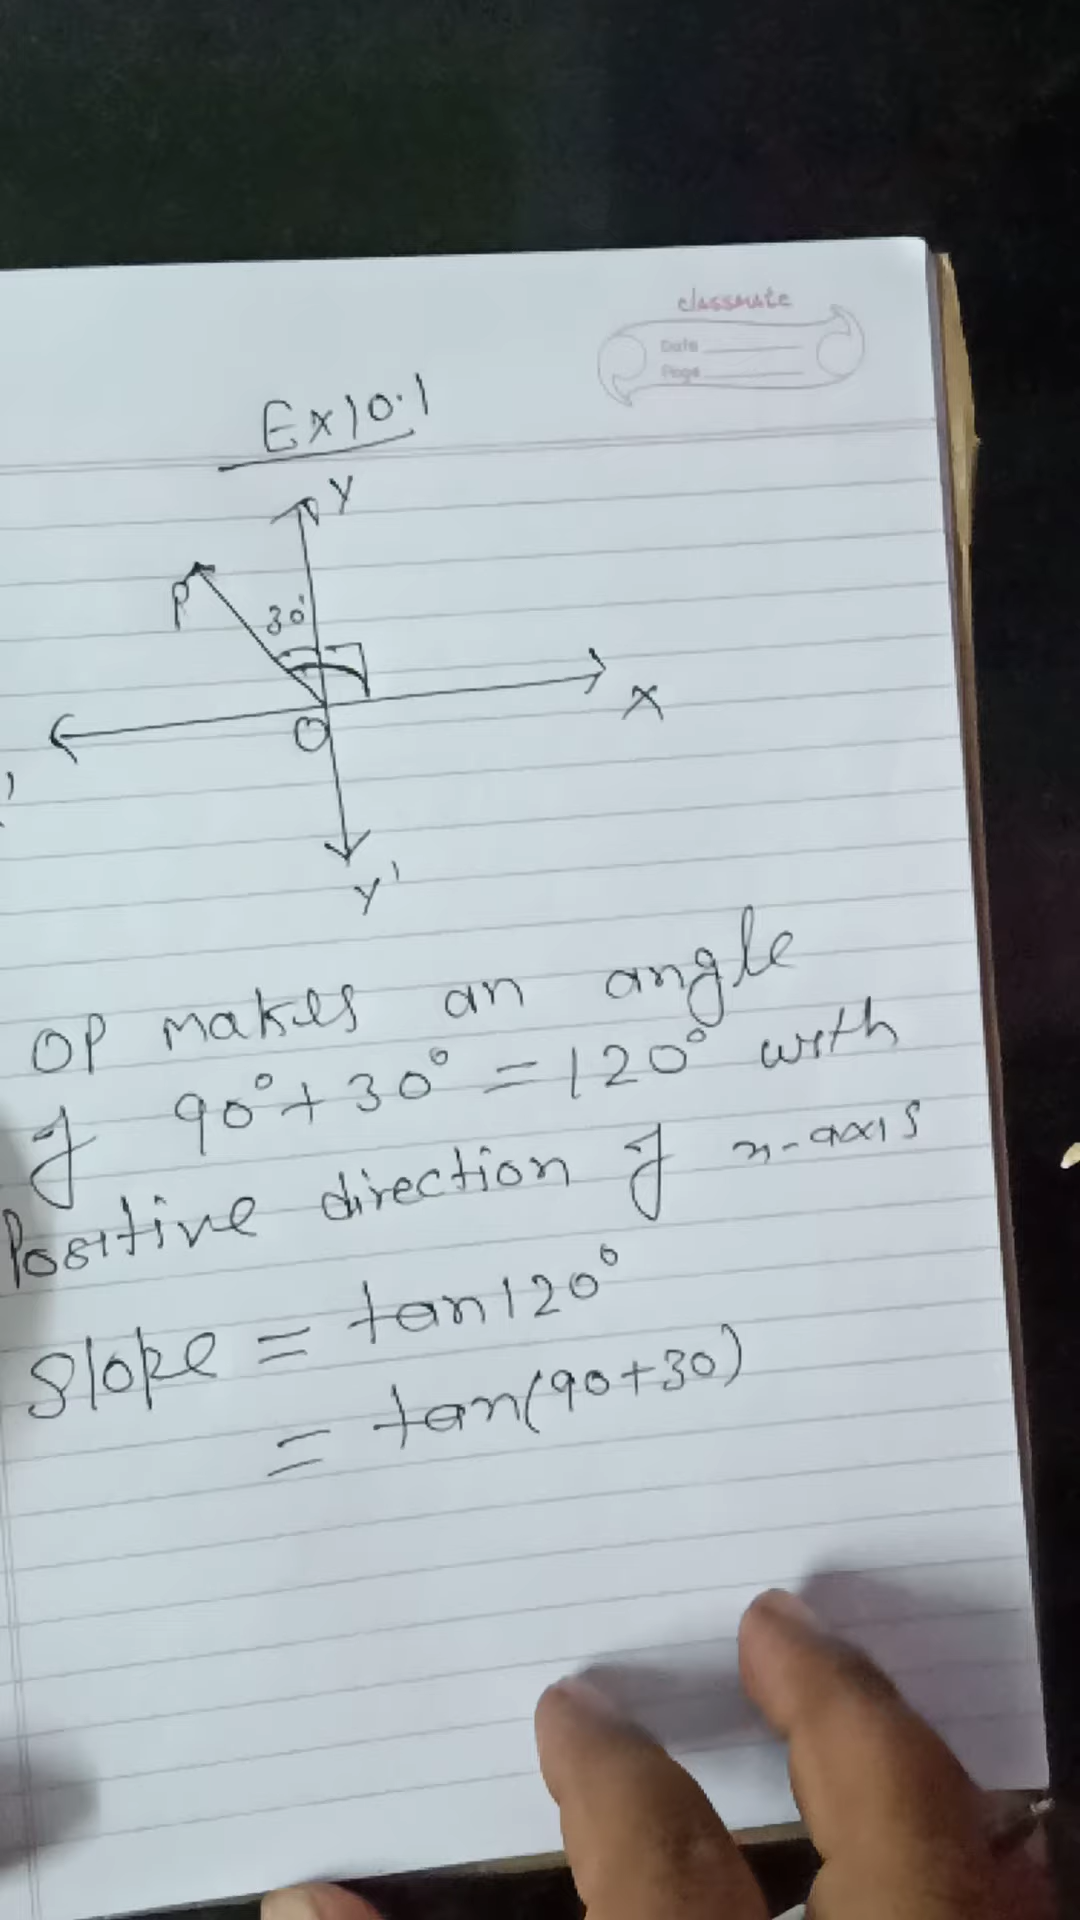 classmate
Date
Page
Ex 10.1
Y
P
30°
X
O
Y'
OP makes an angle
of 90° + 30° = 120° with
Positive direction of x-axis
Slope = tan 120°
= tan(90+30)